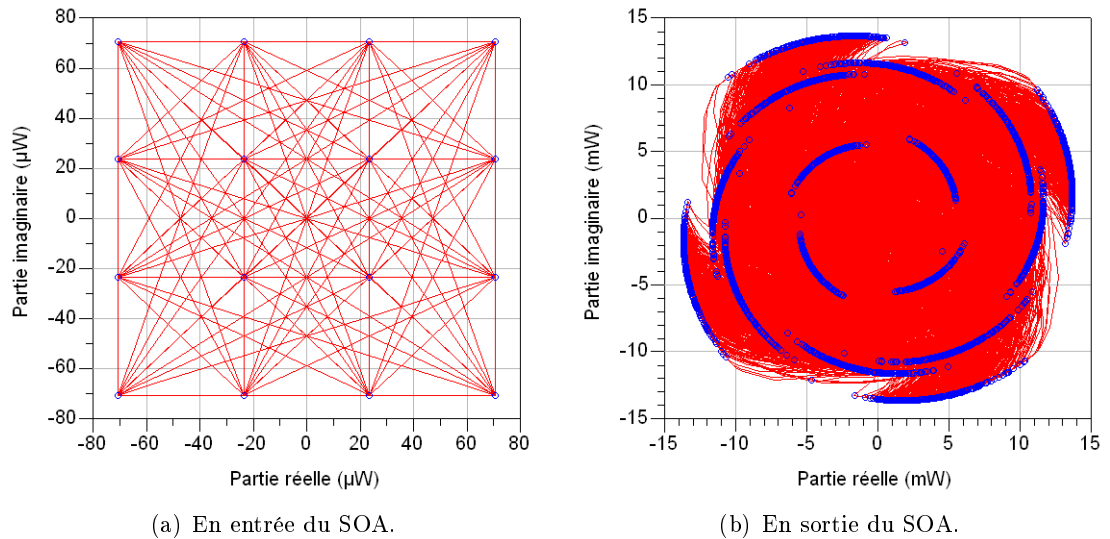 80
60
40
20
0
-20
-40
-60
-80
Partie imaginaire (µW)
-80 -60 -40 -20 0 20 40 60 80
Partie réelle (µW)
(a) En entrée du SOA.
15
10
5
0
-5
-10
-15
Partie imaginaire (mW)
-15 -10 -5 0 5 10 15
Partie réelle (mW)
(b) En sortie du SOA.